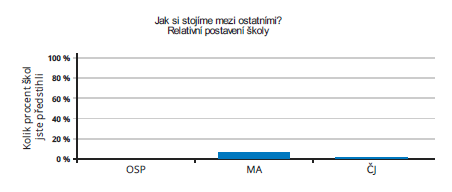 Jak si stojíme mezi ostatními?
Relativní postavení školy
Kolik procent škol
jste předstihli
100 %
80 %
60 %
40 %
20 %
0 %
OSP
MA
ČJ